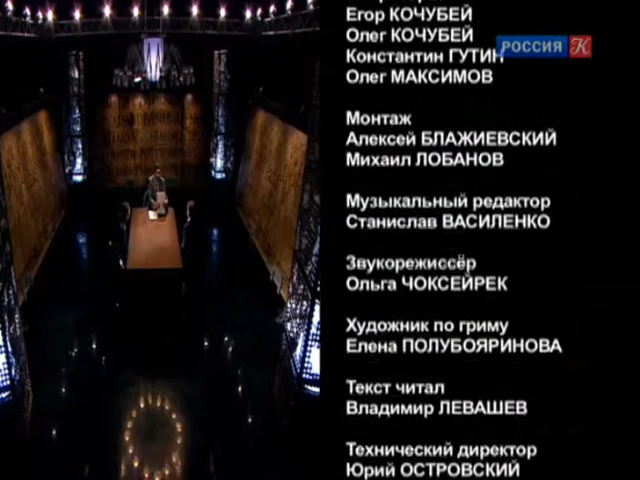 Егор КОЧУБЕЙ
Олег КОЧУБЕЙ
Константин ГУТИН
Олег МАКСИМОВ
РОССИЯ К
Монтаж
Алексей БЛАЖИЕВСКИЙ
Михаил ЛОБАНОВ
Музыкальный редактор
Станислав ВАСИЛЕНКО
Звукорежиссёр
Ольга ЧОКСЕЙРЕК
Художник по гриму
Елена ПОЛУБОЯРИНОВА
Текст читал
Владимир ЛЕВАШЕВ
Технический директор
Юрий ОСТРОВСКИЙ